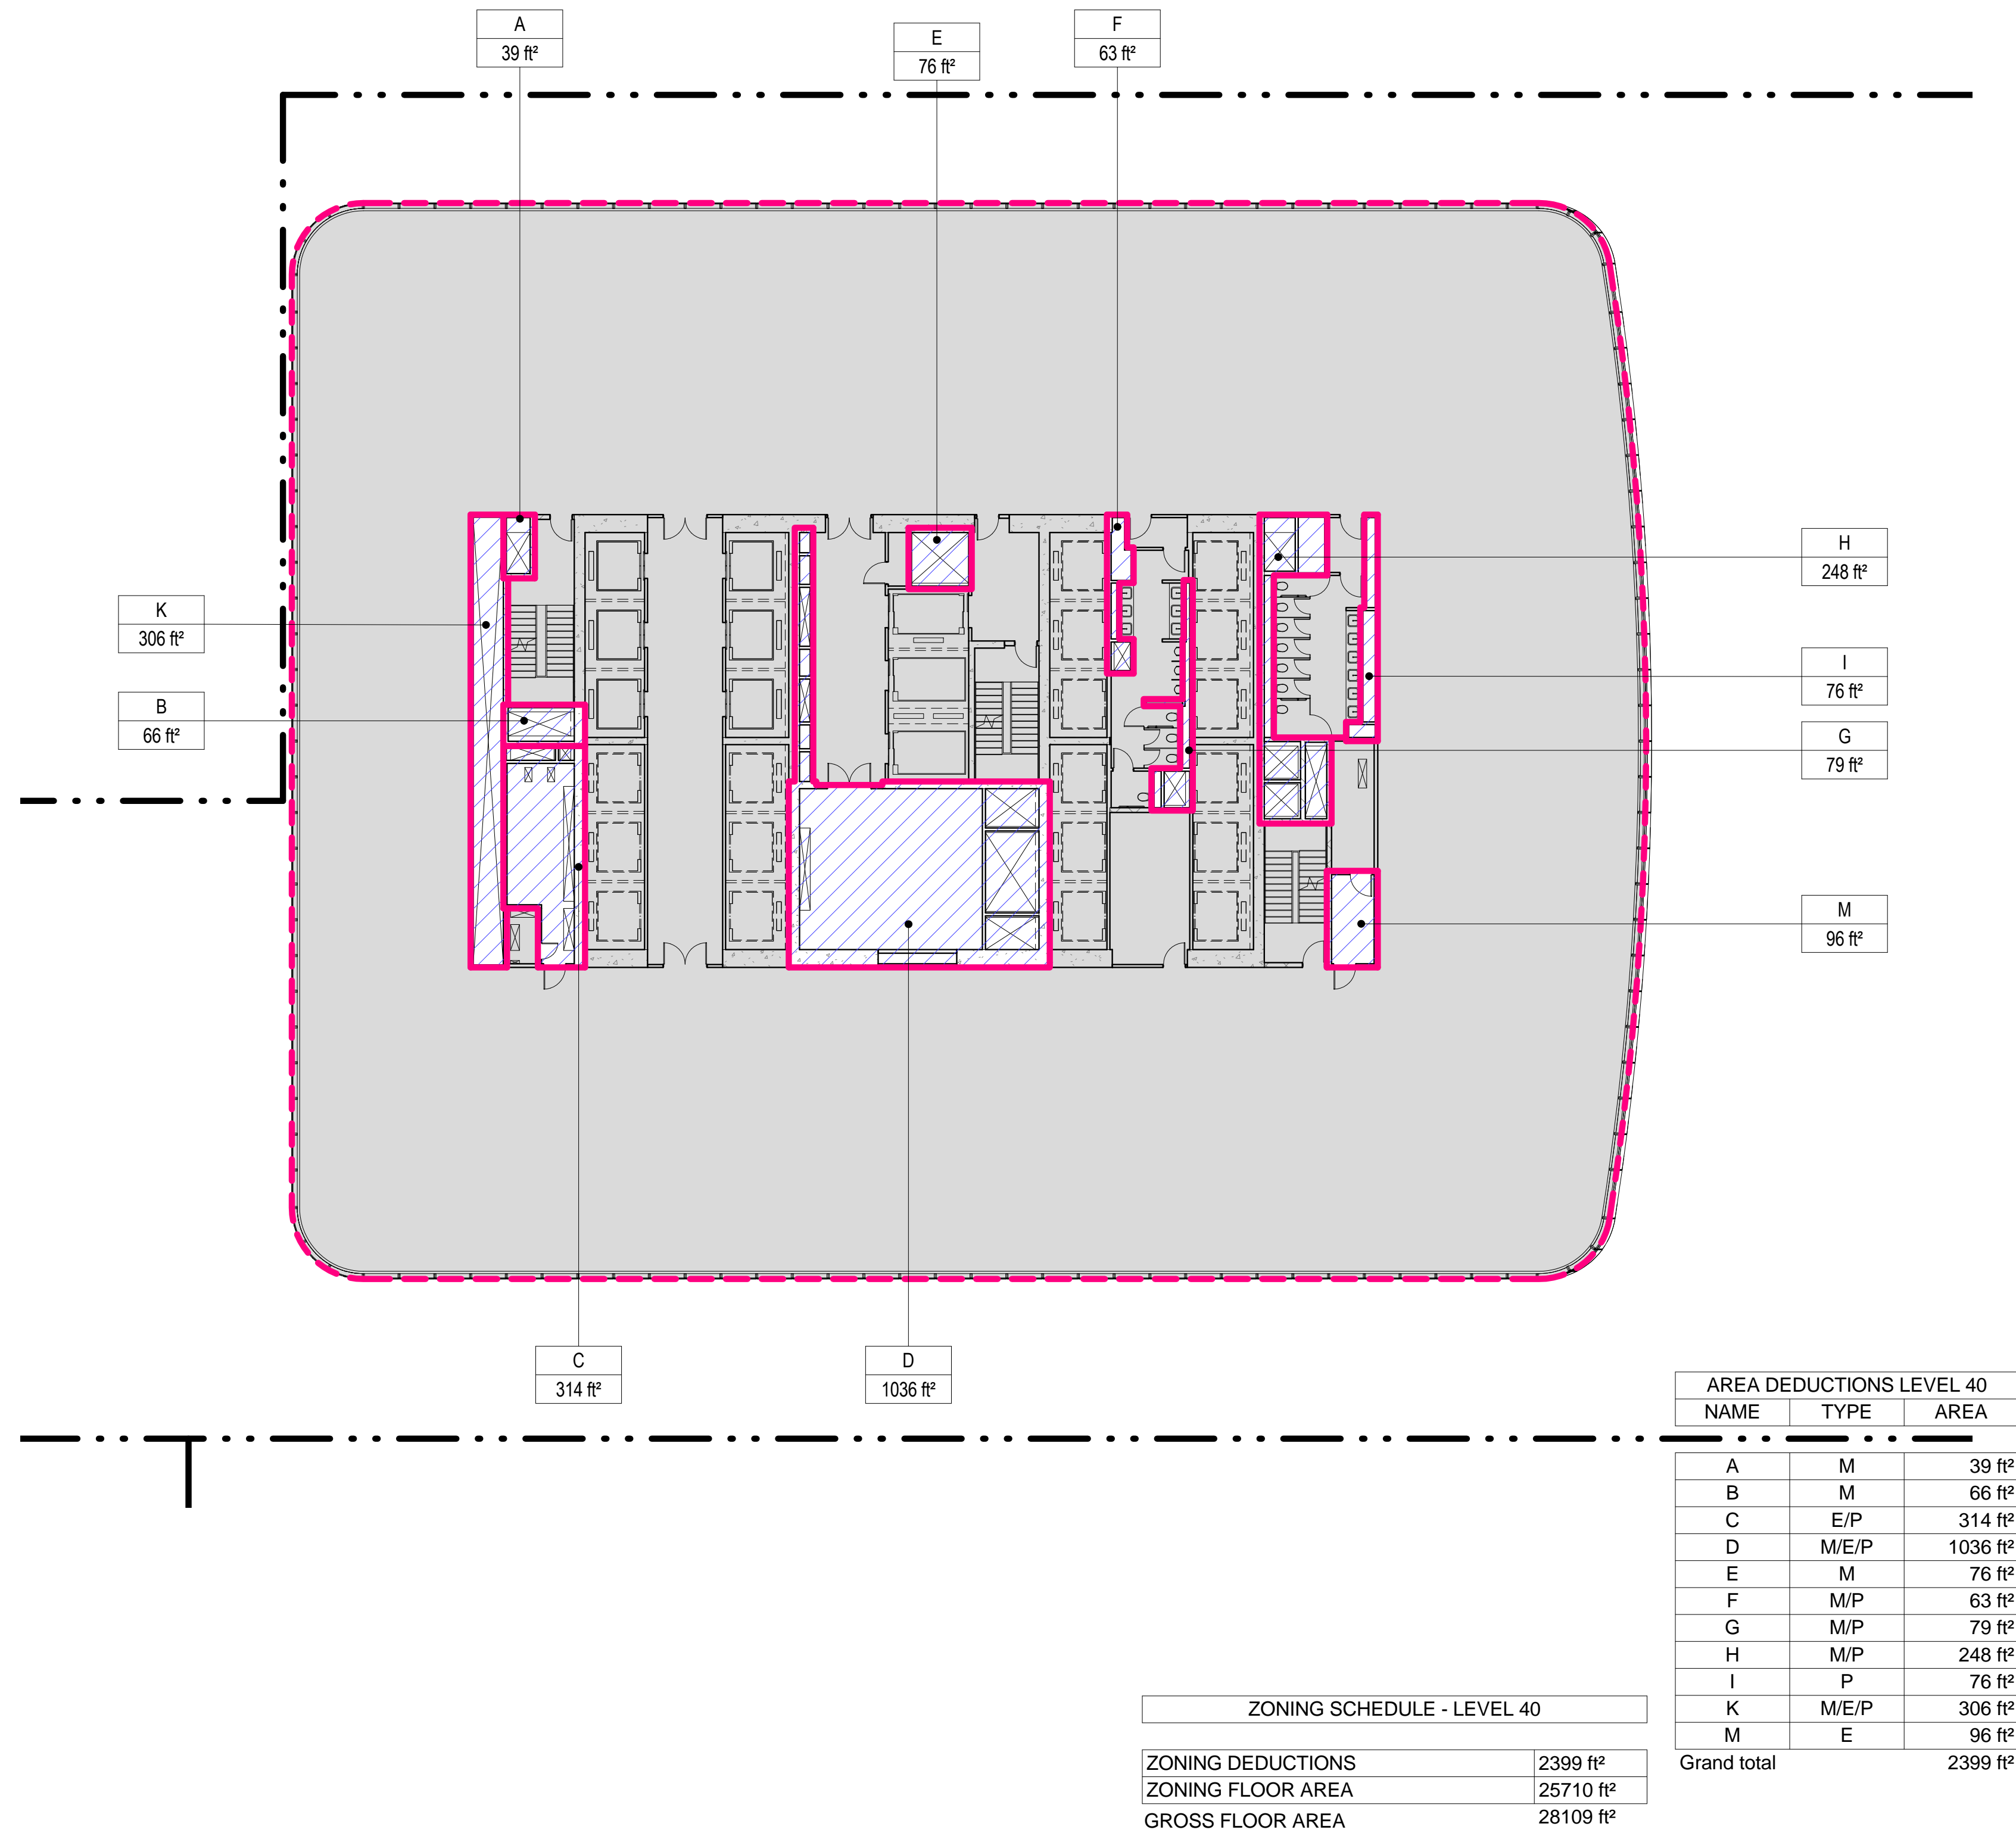 A
39 ft²
E
76 ft²
F
63 ft²
H
248 ft²
K
306 ft²
I
76 ft²
B
66 ft²
G
79 ft²
M
96 ft²
C
314 ft²
D
1036 ft²
AREA DEDUCTIONS LEVEL 40
NAME TYPE AREA
A M 39 ft²
B M 66 ft²
C E/P 314 ft²
D M/E/P 1036 ft²
E M 76 ft²
F M/P 63 ft²
G M/P 79 ft²
H M/P 248 ft²
I P 76 ft²
K M/E/P 306 ft²
M E 96 ft²
Grand total 2399 ft²
ZONING SCHEDULE - LEVEL 40
ZONING DEDUCTIONS 2399 ft²
ZONING FLOOR AREA 25710 ft²
GROSS FLOOR AREA 28109 ft²